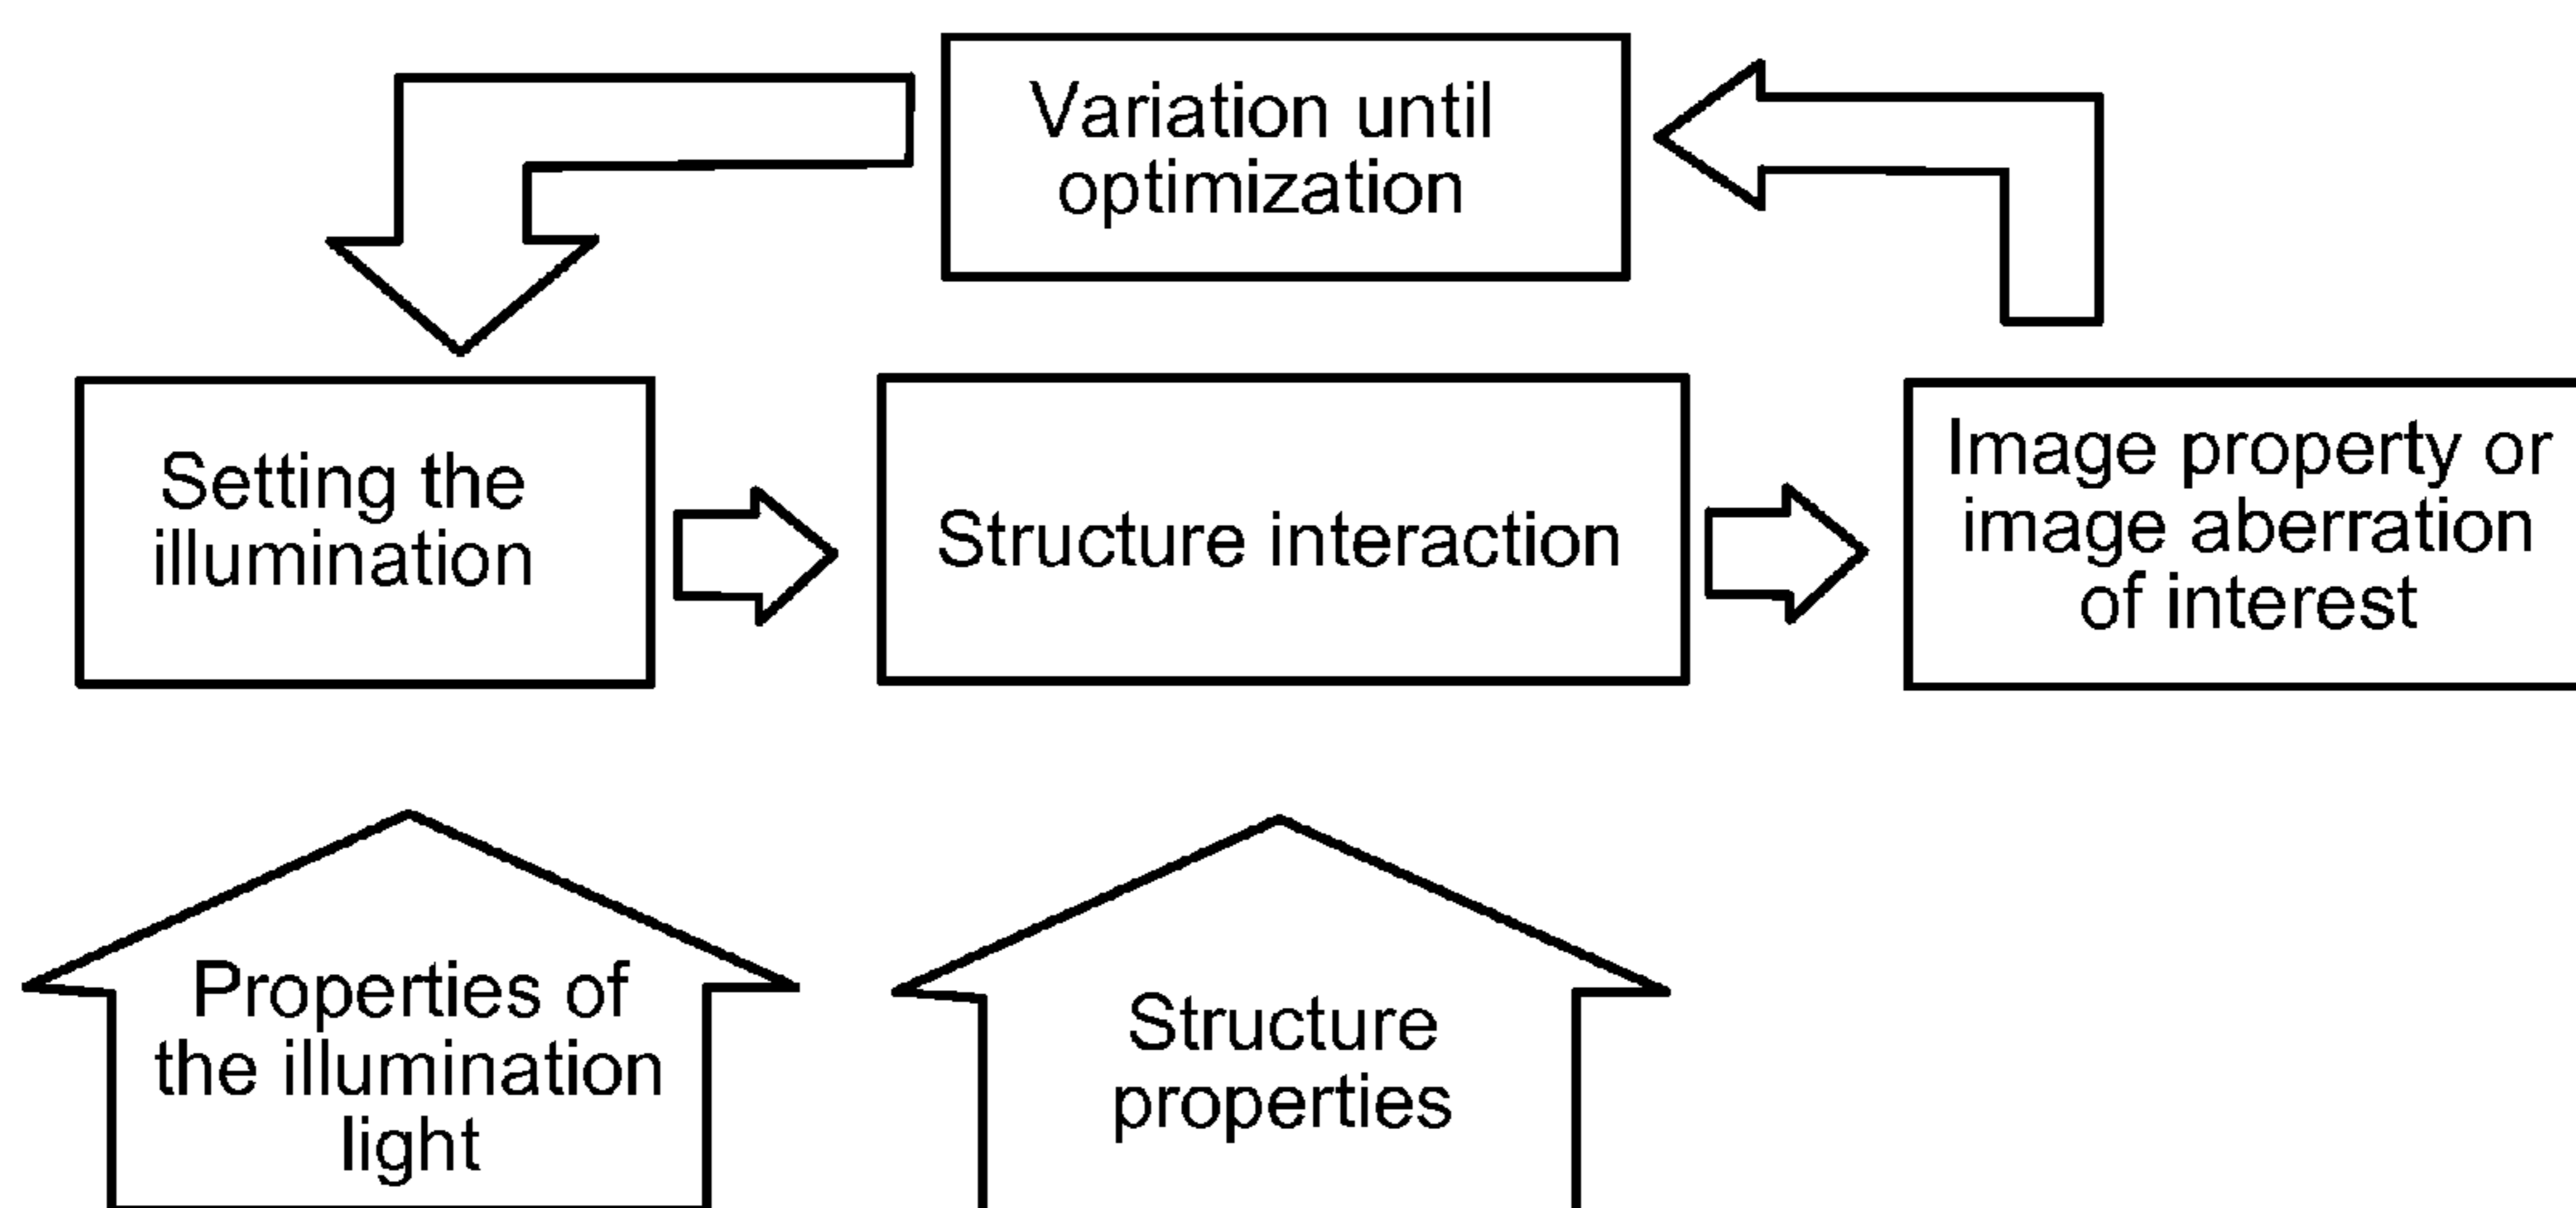 Variation until
optimization
Setting the
illumination
Structure interaction
Image property or
image aberration
of interest
Properties of
the illumination
light
Structure
properties